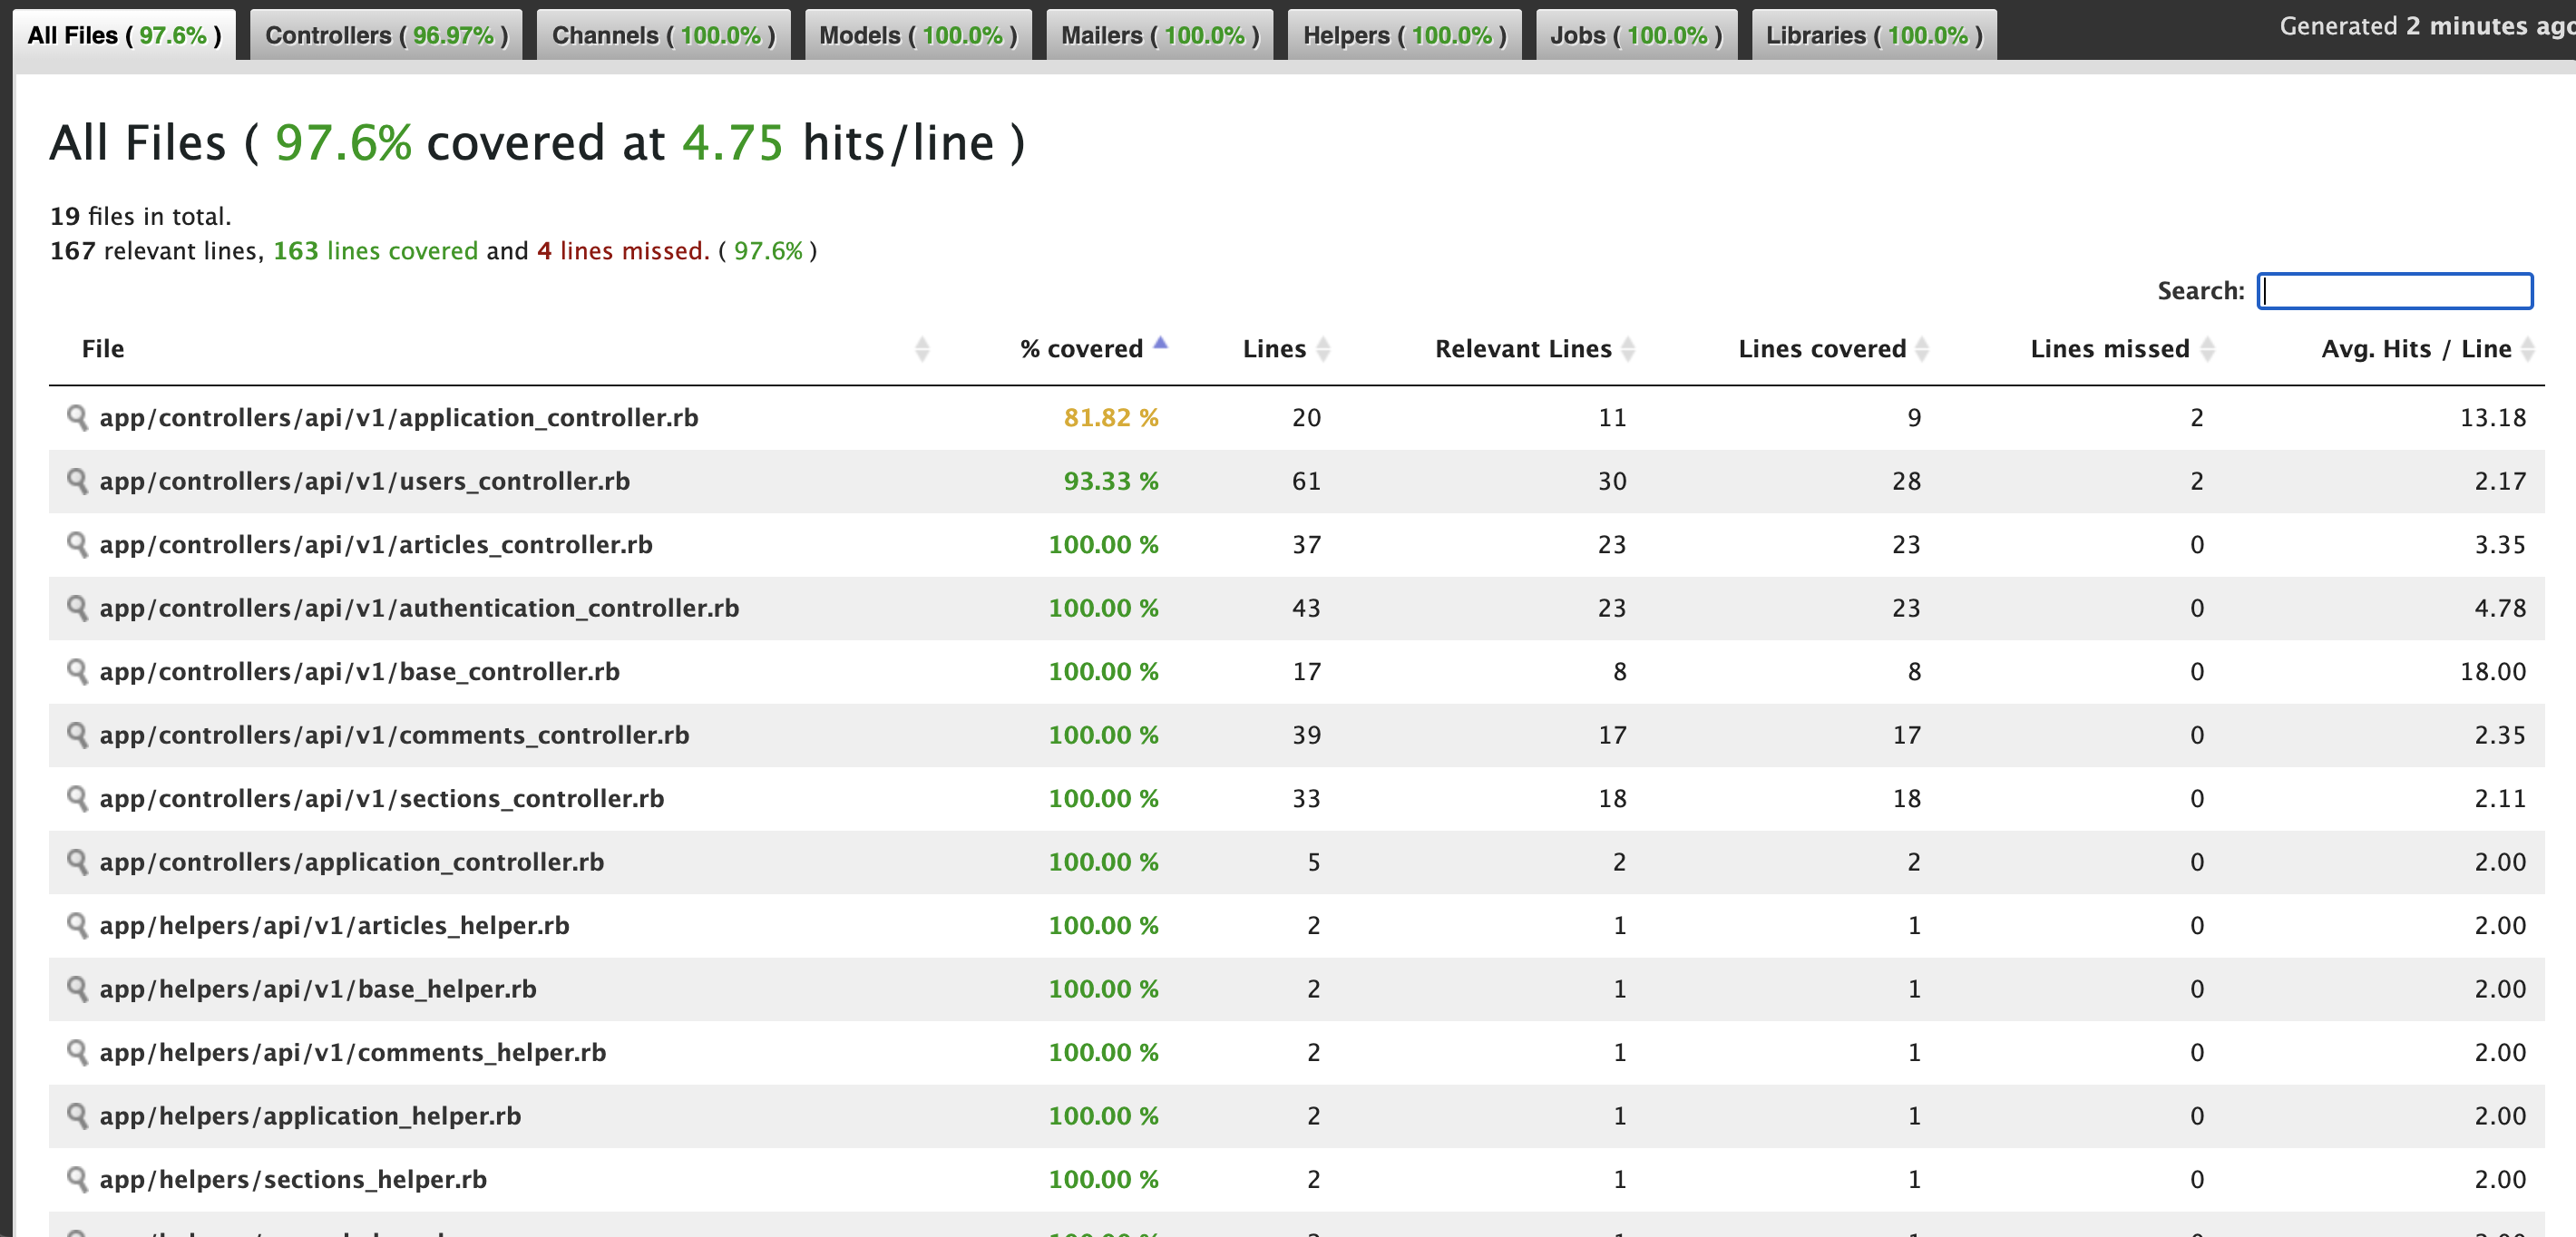 All Files ( 97.6% ) Controllers ( 96.97% ) Channels ( 100.0% ) Models ( 100.0% ) Mailers ( 100.0% ) Helpers ( 100.0% ) Jobs ( 100.0% ) Libraries ( 100.0% ) Generated 2 minutes ago
All Files ( 97.6% covered at 4.75 hits/line )
19 files in total.
167 relevant lines, 163 lines covered and 4 lines missed. ( 97.6% )
Search:
File % covered Lines Relevant Lines Lines covered Lines missed Avg. Hits / Line
app/controllers/api/v1/application_controller.rb 81.82 % 20 11 9 2 13.18
app/controllers/api/v1/users_controller.rb 93.33 % 61 30 28 2 2.17
app/controllers/api/v1/articles_controller.rb 100.00 % 37 23 23 0 3.35
app/controllers/api/v1/authentication_controller.rb 100.00 % 43 23 23 0 4.78
app/controllers/api/v1/base_controller.rb 100.00 % 17 8 8 0 18.00
app/controllers/api/v1/comments_controller.rb 100.00 % 39 17 17 0 2.35
app/controllers/api/v1/sections_controller.rb 100.00 % 33 18 18 0 2.11
app/controllers/application_controller.rb 100.00 % 5 2 2 0 2.00
app/helpers/api/v1/articles_helper.rb 100.00 % 2 1 1 0 2.00
app/helpers/api/v1/base_helper.rb 100.00 % 2 1 1 0 2.00
app/helpers/api/v1/comments_helper.rb 100.00 % 2 1 1 0 2.00
app/helpers/application_helper.rb 100.00 % 2 1 1 0 2.00
app/helpers/sections_helper.rb 100.00 % 2 1 1 0 2.00